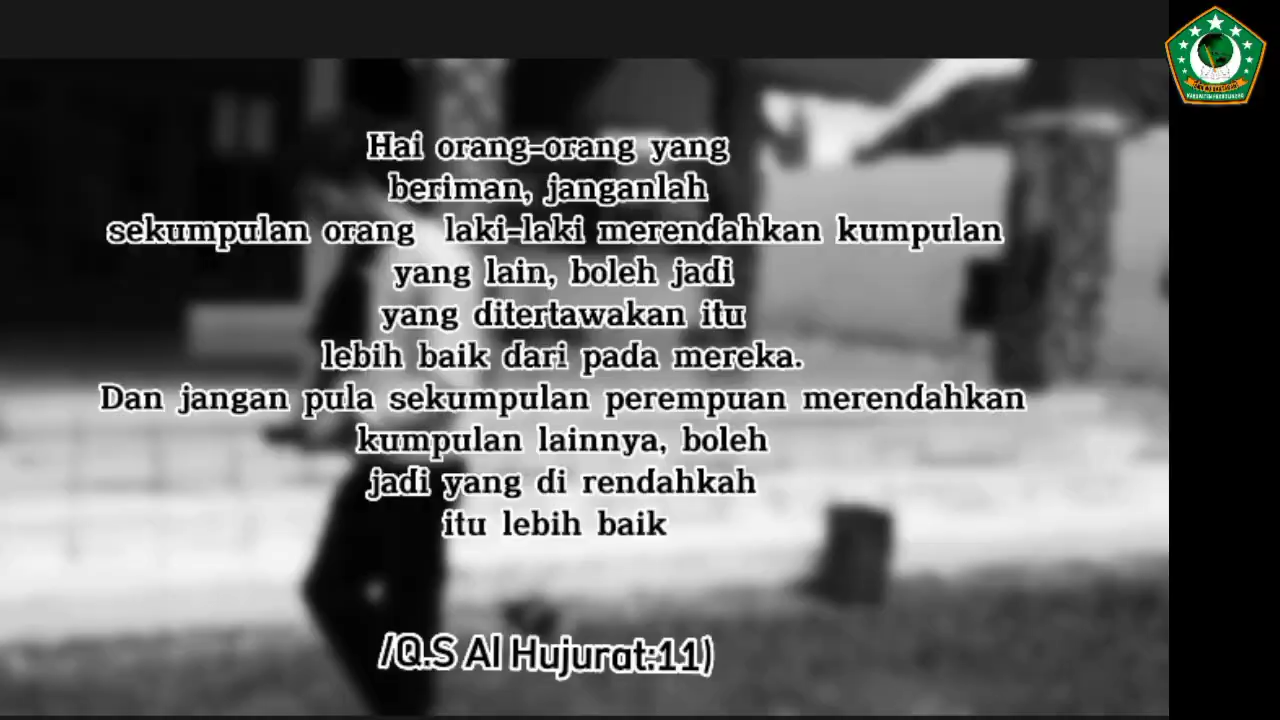 Hai orang-orang yang
beriman, janganlah
sekumpulan orang laki-laki merendahkan kumpulan
yang lain, boleh jadi
yang ditertawakan itu
lebih baik dari pada mereka.
Dan jangan pula sekumpulan perempuan merendahkan
kumpulan lainnya, boleh
jadi yang di rendahkah
itu lebih baik
/Q.S Al Hujurat:11)